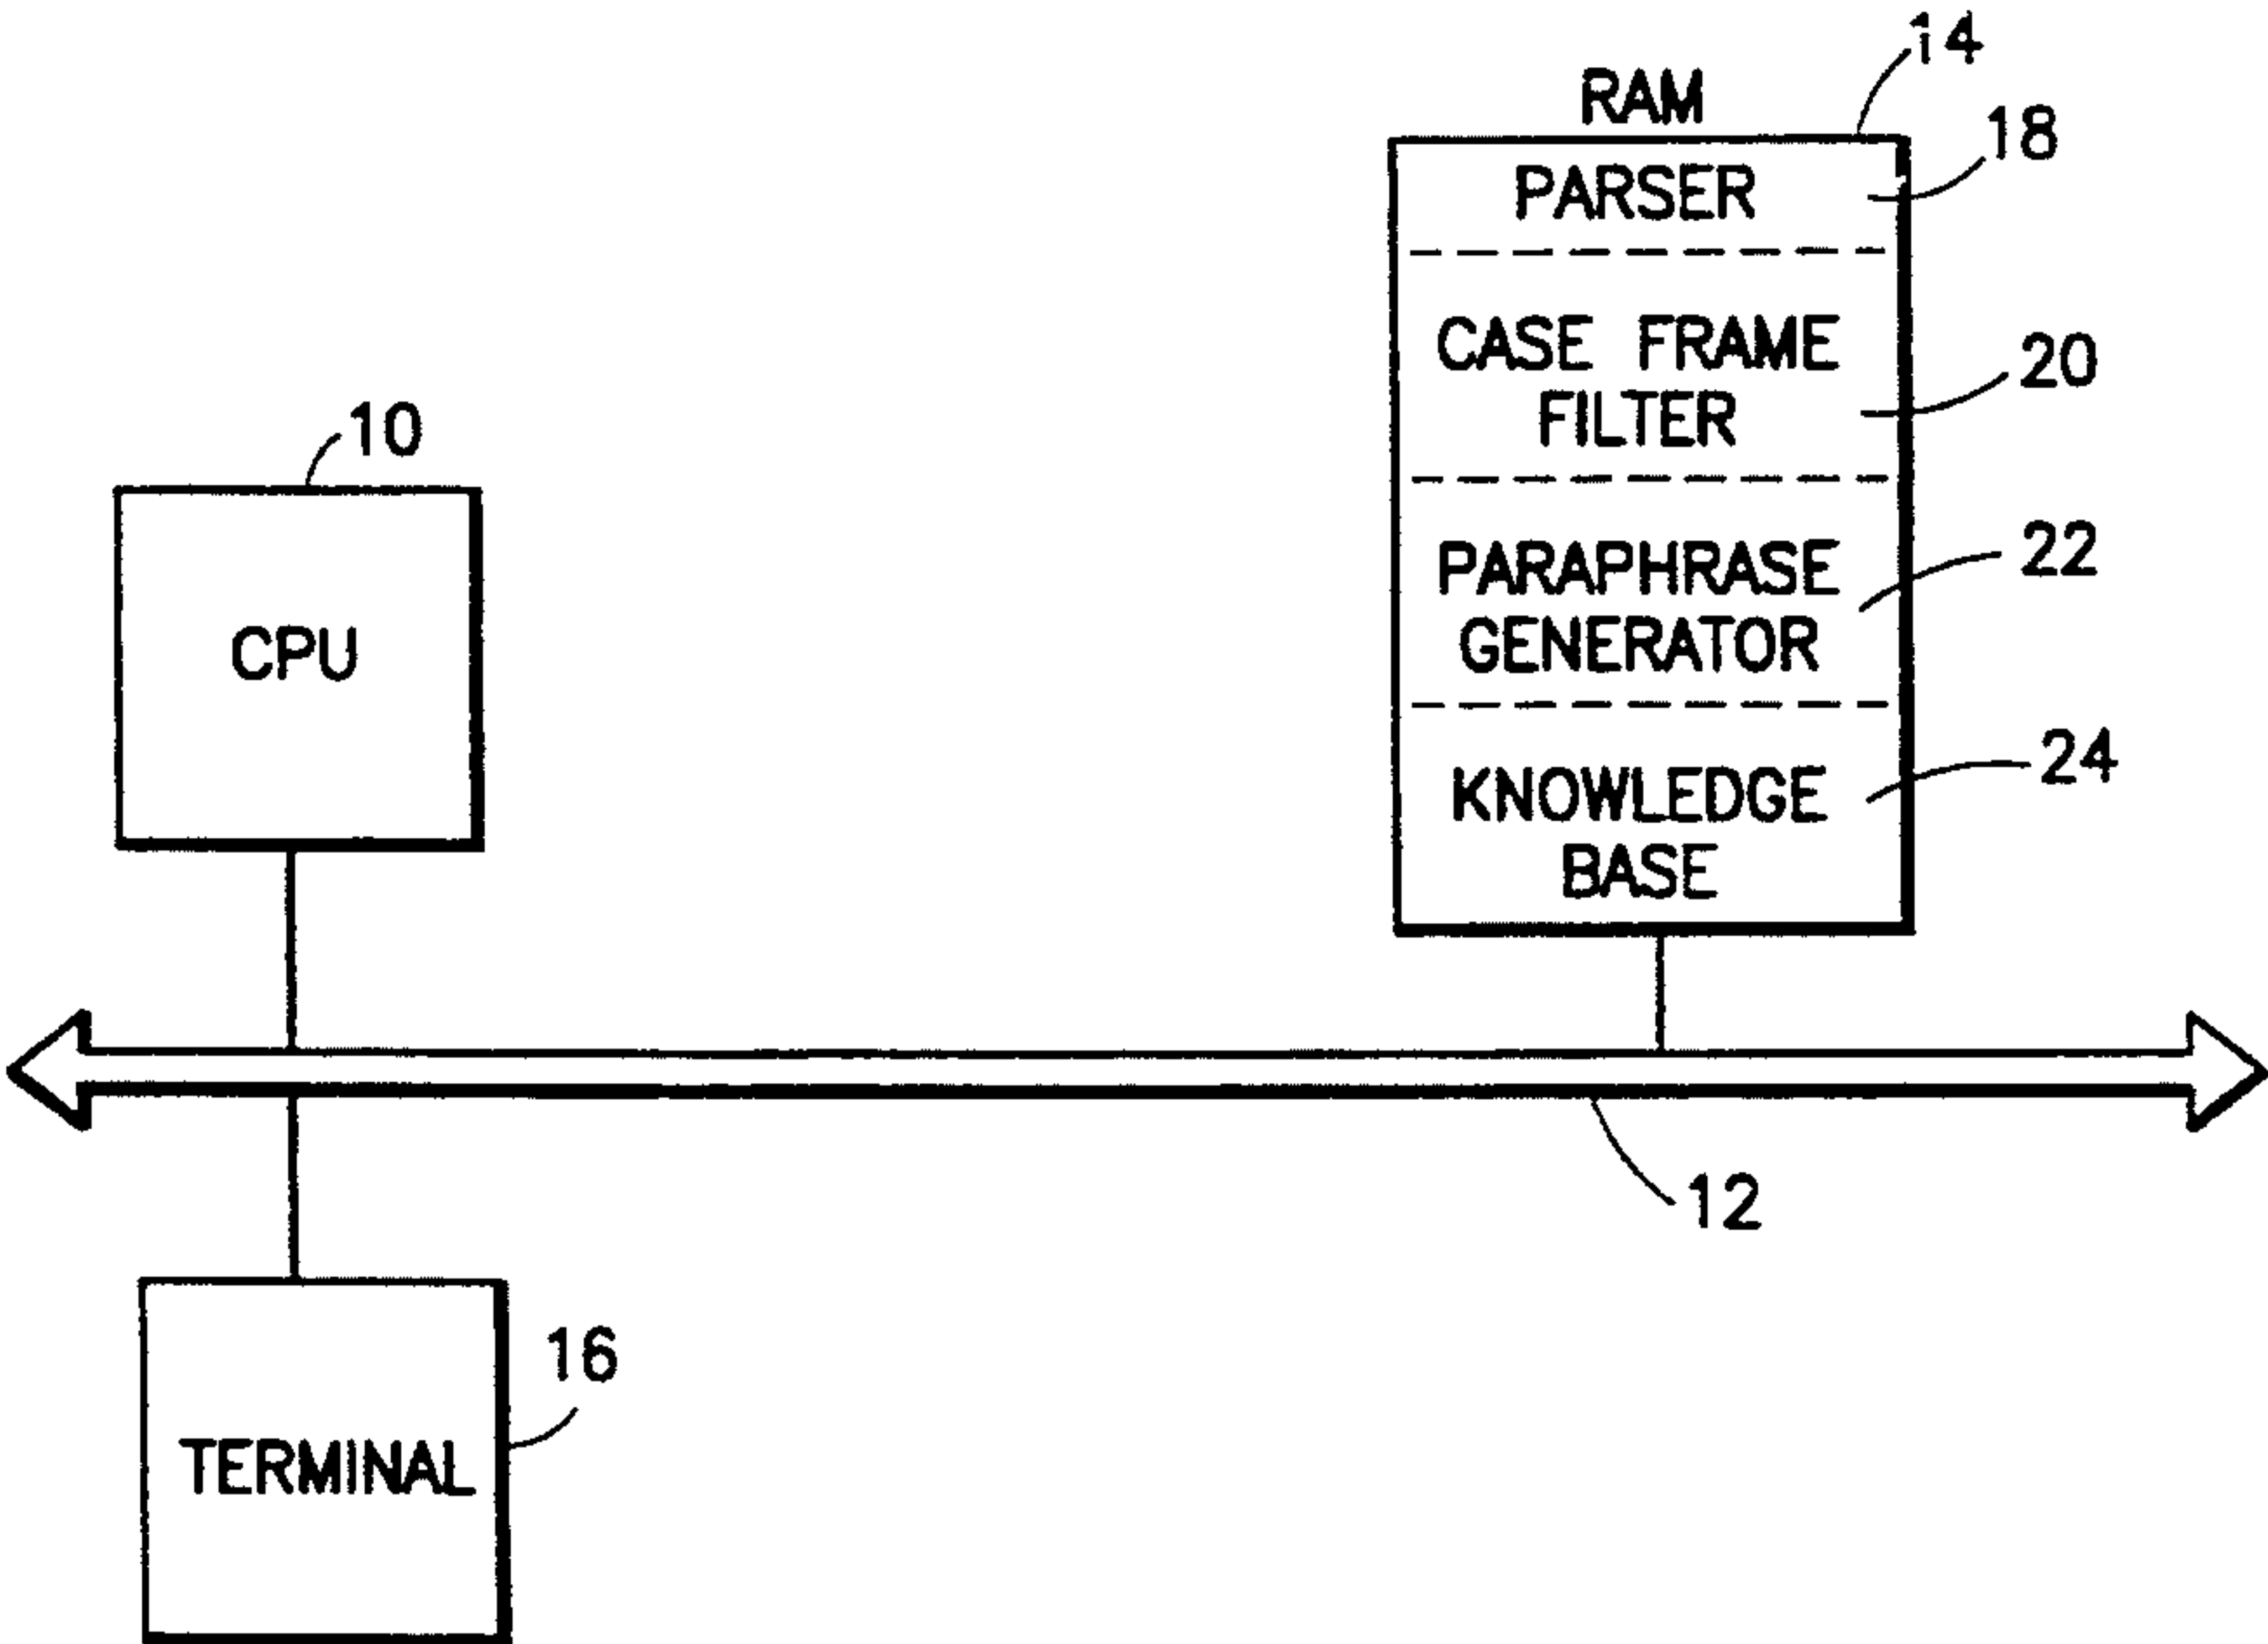 14
RAM
18
PARSER
CASE FRAME
FILTER
20
10
CPU
PARAPHRASE
GENERATOR
22
KNOWLEDGE
BASE
24
12
16
TERMINAL